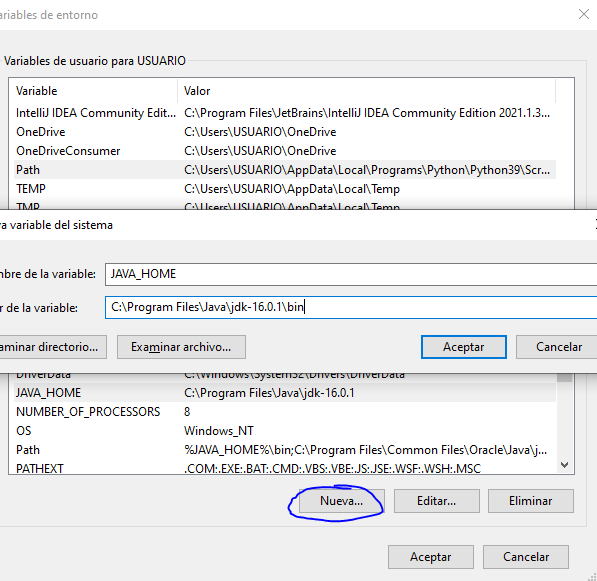 ariables de entorno
Variables de usuario para USUARIO
Variable Valor
IntelliJ IDEA Community Edit... C:\Program Files\JetBrains\IntelliJ IDEA Community Edition 2021.1.3...
OneDrive C:\Users\USUARIO\OneDrive
OneDriveConsumer C:\Users\USUARIO\OneDrive
Path C:\Users\USUARIO\AppData\Local\Programs\Python\Python39\Scr...
TEMP C:\Users\USUARIO\AppData\Local\Temp
TMP C:\Users\USUARIO\AppData\Local\Temp
a variable del sistema
nbre de la variable: JAVA_HOME
r de la variable: C:\Program Files\Java\jdk-16.0.1\bin
aminar directorio... Examinar archivo... Aceptar Cancelar
DriverData C:\Windows\System32\Drivers\DriverData
JAVA_HOME C:\Program Files\Java\jdk-16.0.1
NUMBER_OF_PROCESSORS 8
OS Windows_NT
Path %JAVA_HOME%\bin;C:\Program Files\Common Files\Oracle\Java\j...
PATHEXT .COM;.EXE;.BAT;.CMD;.VBS;.VBE;.JS;.JSE;.WSF;.WSH;.MSC
Nueva... Editar... Eliminar
Aceptar Cancelar